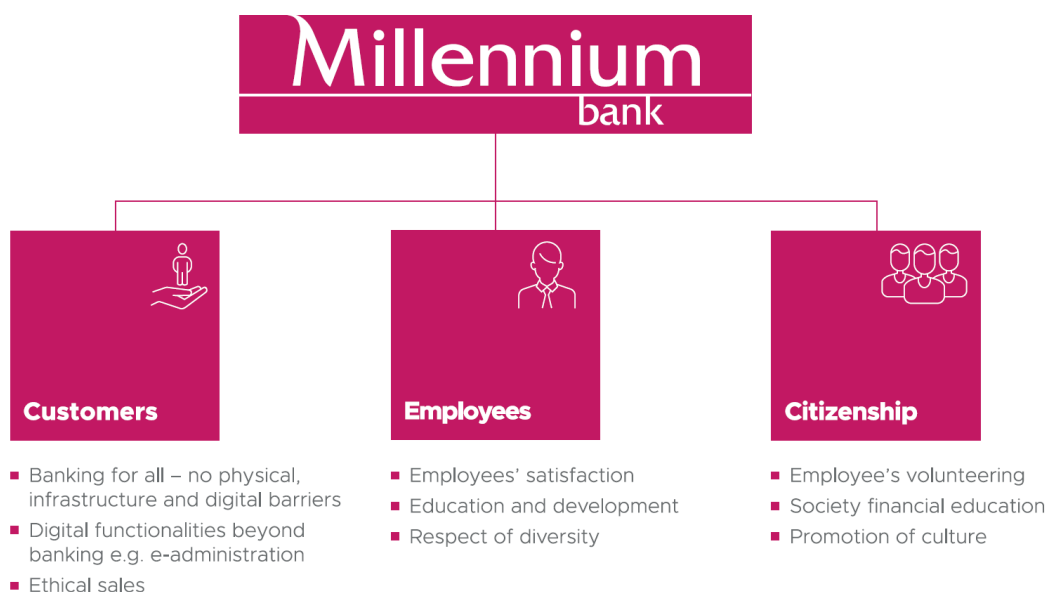 Millennium
bank
Customers
■ Banking for all – no physical,
infrastructure and digital barriers
■ Digital functionalities beyond
banking e.g. e-administration
■ Ethical sales
Employees
■ Employees’ satisfaction
■ Education and development
■ Respect of diversity
Citizenship
■ Employee’s volunteering
■ Society financial education
■ Promotion of culture